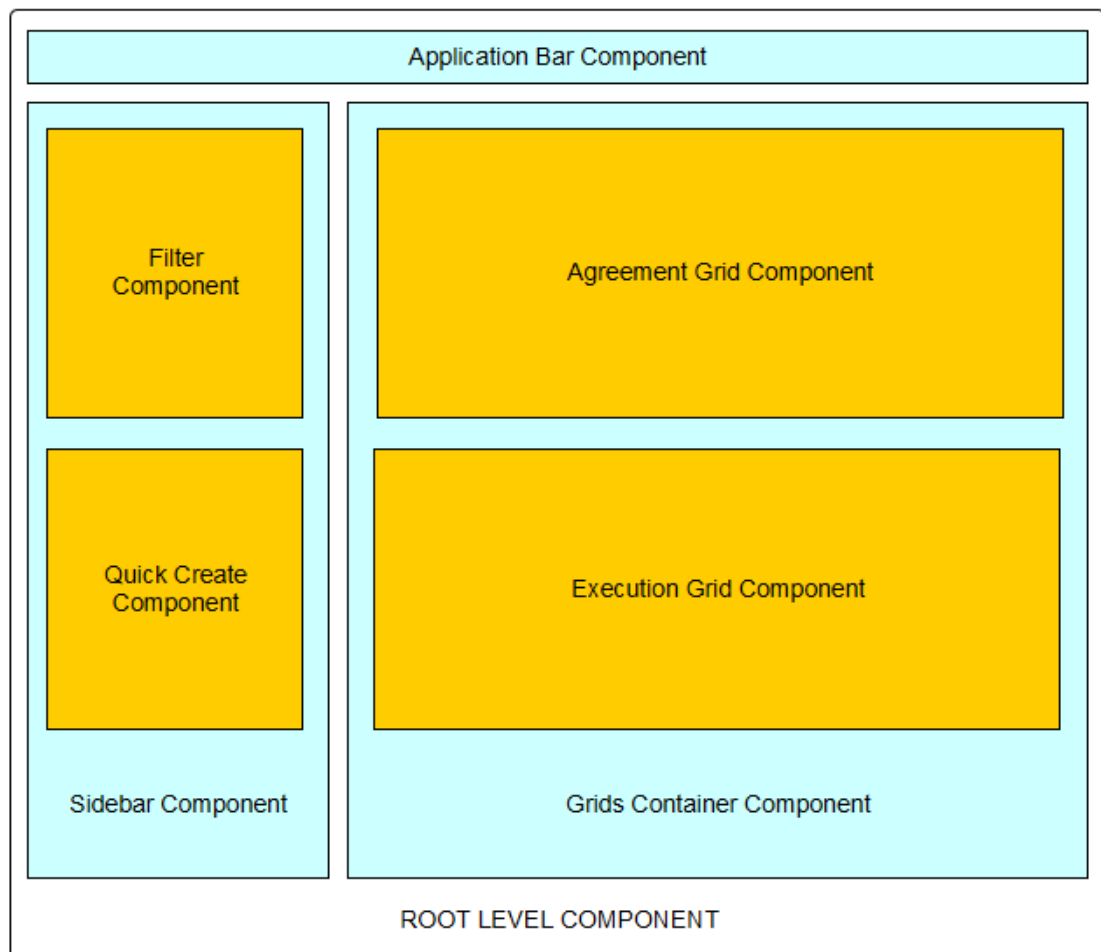 Application Bar Component
Filter
Component
Agreement Grid Component
Quick Create
Component
Execution Grid Component
Sidebar Component
Grids Container Component
ROOT LEVEL COMPONENT